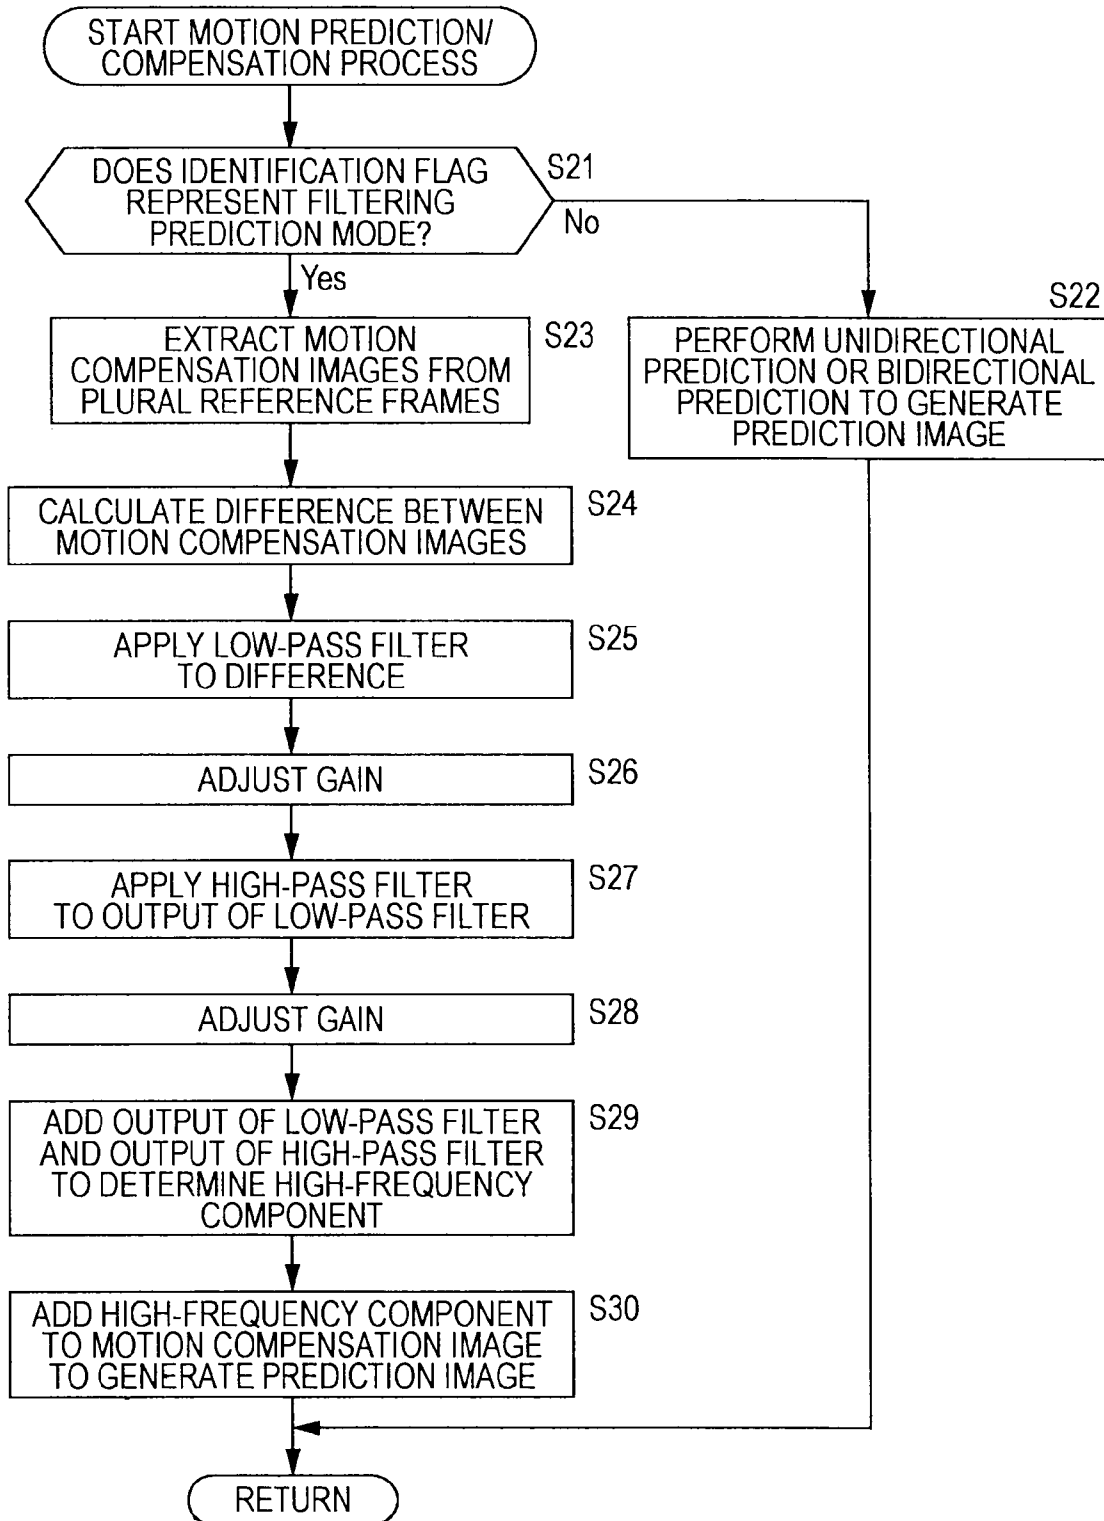 START MOTION PREDICTION/
COMPENSATION PROCESS
DOES IDENTIFICATION FLAG
REPRESENT FILTERING
PREDICTION MODE?
S21
No
Yes
S22
PERFORM UNIDIRECTIONAL
PREDICTION OR BIDIRECTIONAL
PREDICTION TO GENERATE
PREDICTION IMAGE
EXTRACT MOTION
COMPENSATION IMAGES FROM
PLURAL REFERENCE FRAMES
S23
CALCULATE DIFFERENCE BETWEEN
MOTION COMPENSATION IMAGES
S24
APPLY LOW-PASS FILTER
TO DIFFERENCE
S25
ADJUST GAIN
S26
APPLY HIGH-PASS FILTER
TO OUTPUT OF LOW-PASS FILTER
S27
ADJUST GAIN
S28
ADD OUTPUT OF LOW-PASS FILTER
AND OUTPUT OF HIGH-PASS FILTER
TO DETERMINE HIGH-FREQUENCY
COMPONENT
S29
ADD HIGH-FREQUENCY COMPONENT
TO MOTION COMPENSATION IMAGE
TO GENERATE PREDICTION IMAGE
S30
RETURN